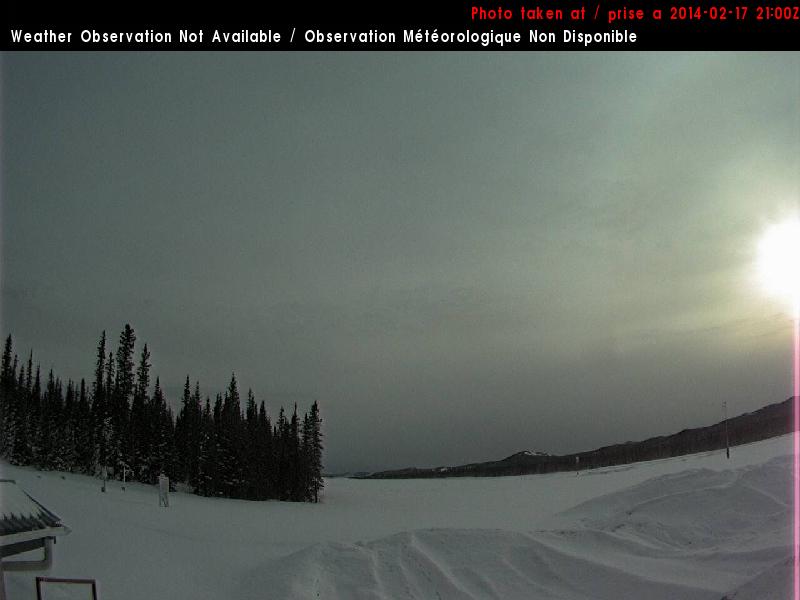 Photo taken at / prise a 2014-02-17 21:00Z
Weather Observation Not Available / Observation Météorologique Non Disponible